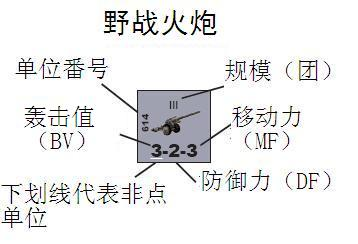 野战火炮
单位番号
规模（团）
III
614
轰击值
（BV）
移动力
（MF）
3-2-3
防御力（DF）
下划线代表非点
单位